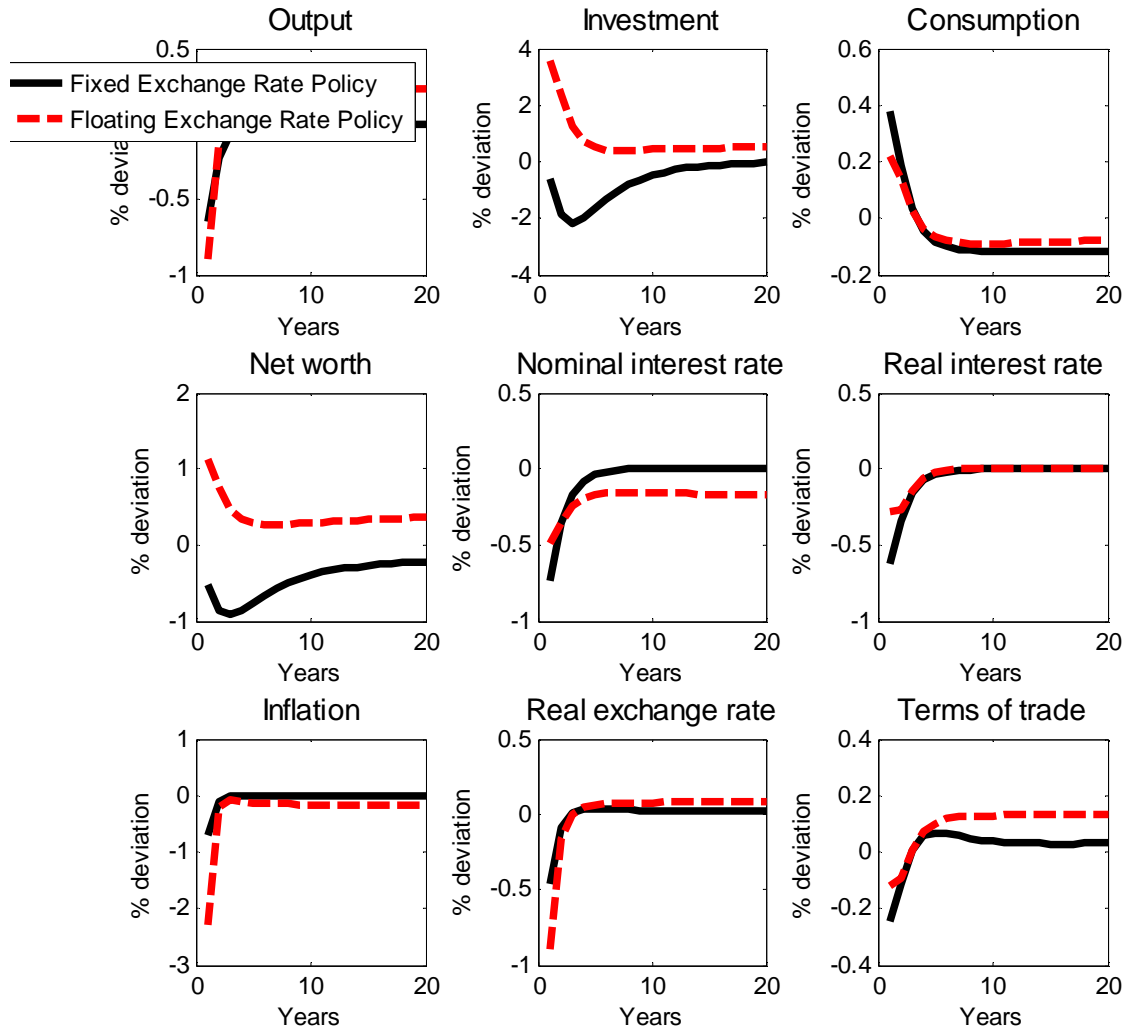 Output
0.5
Fixed Exchange Rate Policy
Floating Exchange Rate Policy
-0.5
-1
0
10
20
Years
Investment
% deviation
4
2
0
-2
-4
0
10
20
Years
Consumption
% deviation
0.6
0.4
0.2
0
-0.2
0
10
20
Years
Net worth
% deviation
2
1
0
-1
0
10
20
Years
Nominal interest rate
% deviation
0.5
0
-0.5
-1
0
10
20
Years
Real interest rate
% deviation
0.5
0
-0.5
-1
0
10
20
Years
Inflation
% deviation
1
0
-1
-2
-3
0
10
20
Years
Real exchange rate
% deviation
0.5
0
-0.5
-1
0
10
20
Years
Terms of trade
% deviation
0.4
0.2
0
-0.2
-0.4
0
10
20
Years